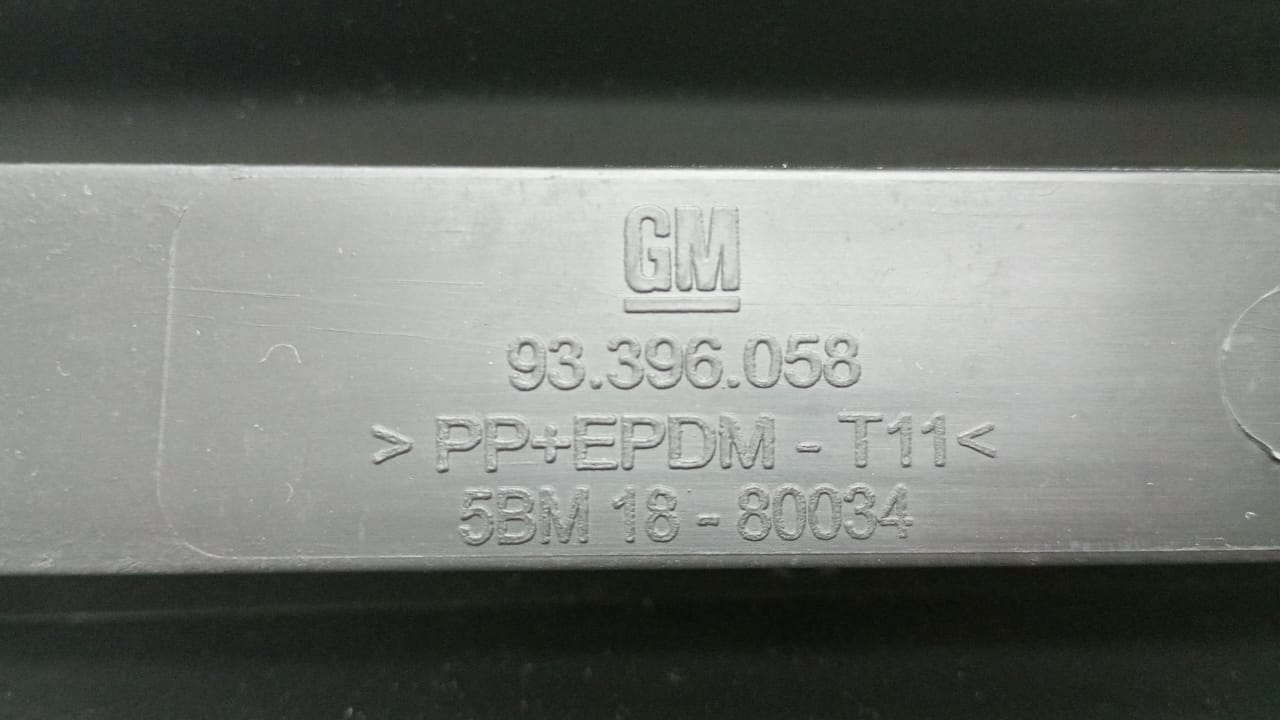 GM
93.396.058
> PP+EPDM - T11<
5BM 18 - 80034